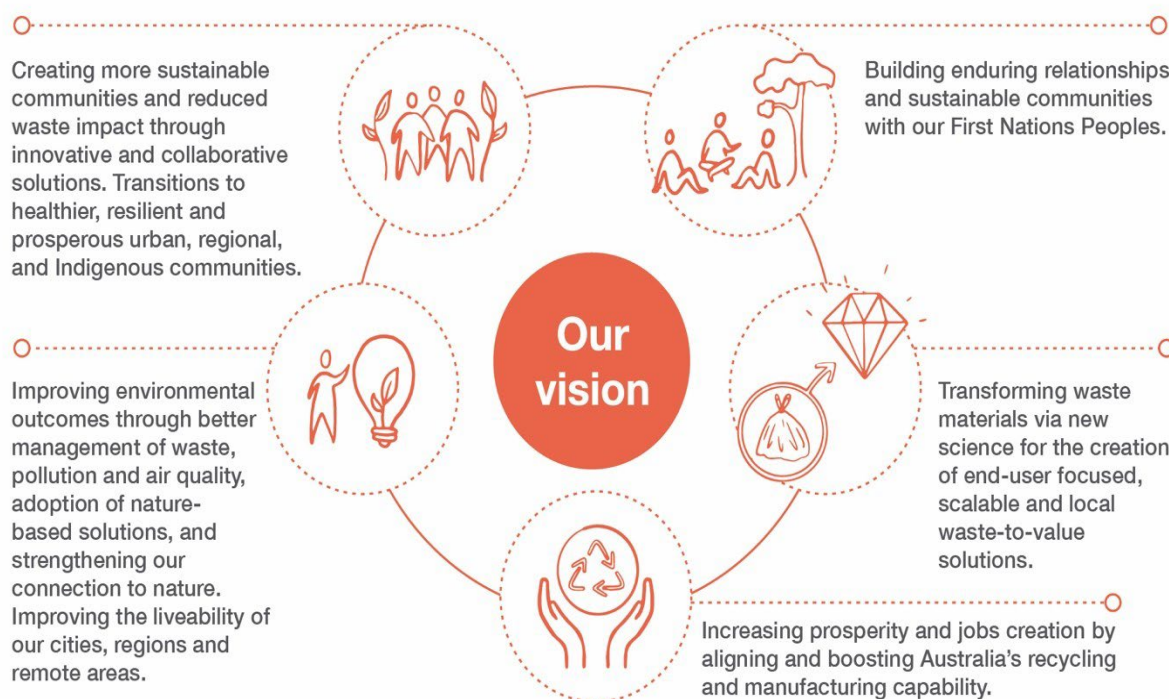 Creating more sustainable
communities and reduced
waste impact through
innovative and collaborative
solutions. Transitions to
healthier, resilient and
prosperous urban, regional,
and Indigenous communities.
Building enduring relationships
and sustainable communities
with our First Nations Peoples.
Our
vision
Improving environmental
outcomes through better
management of waste,
pollution and air quality,
adoption of nature-
based solutions, and
strengthening our
connection to nature.
Improving the liveability of
our cities, regions and
remote areas.
Transforming waste
materials via new
science for the creation
of end-user focused,
scalable and local
waste-to-value
solutions.
Increasing prosperity and jobs creation by
aligning and boosting Australia's recycling
and manufacturing capability.